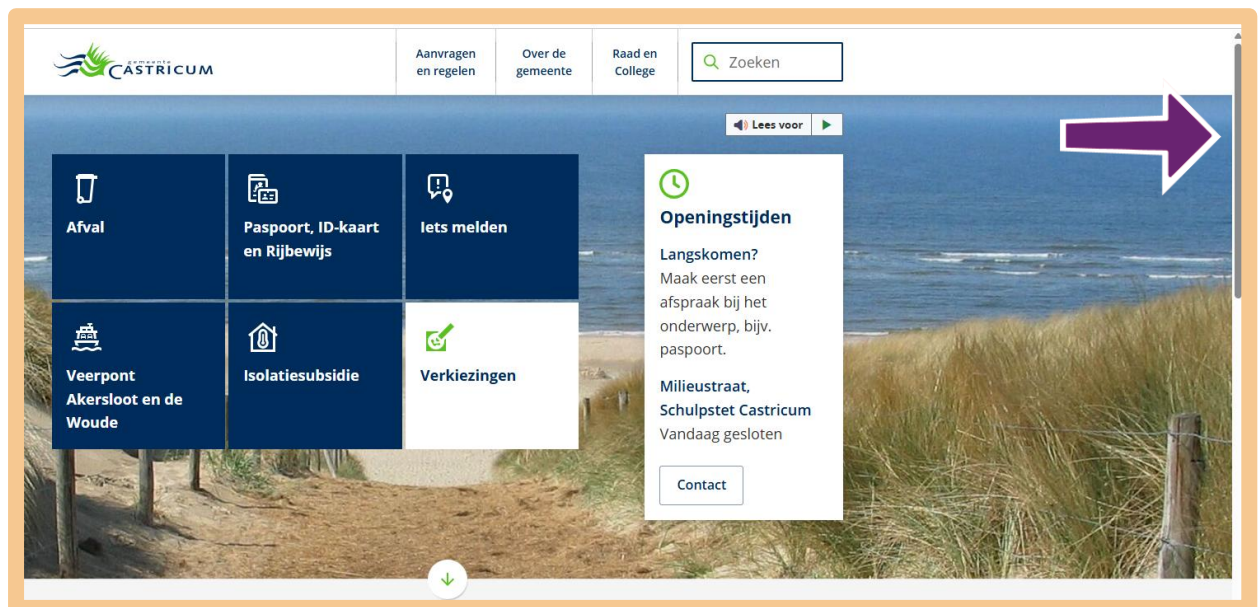 gemeente
CASTRICUM
Aanvragen
en regelen
Over de
gemeente
Raad en
College
Zoeken
Lees voor
Afval
Paspoort, ID-kaart
en Rijbewijs
Iets melden
Veerpont
Akersloot en de
Woude
Isolatiesubsidie
Verkiezingen
Openingstijden
Langskomen?
Maak eerst een
afspraak bij het
onderwerp, bijv.
paspoort.
Milieustraat,
Schulpstet Castricum
Vandaag gesloten
Contact